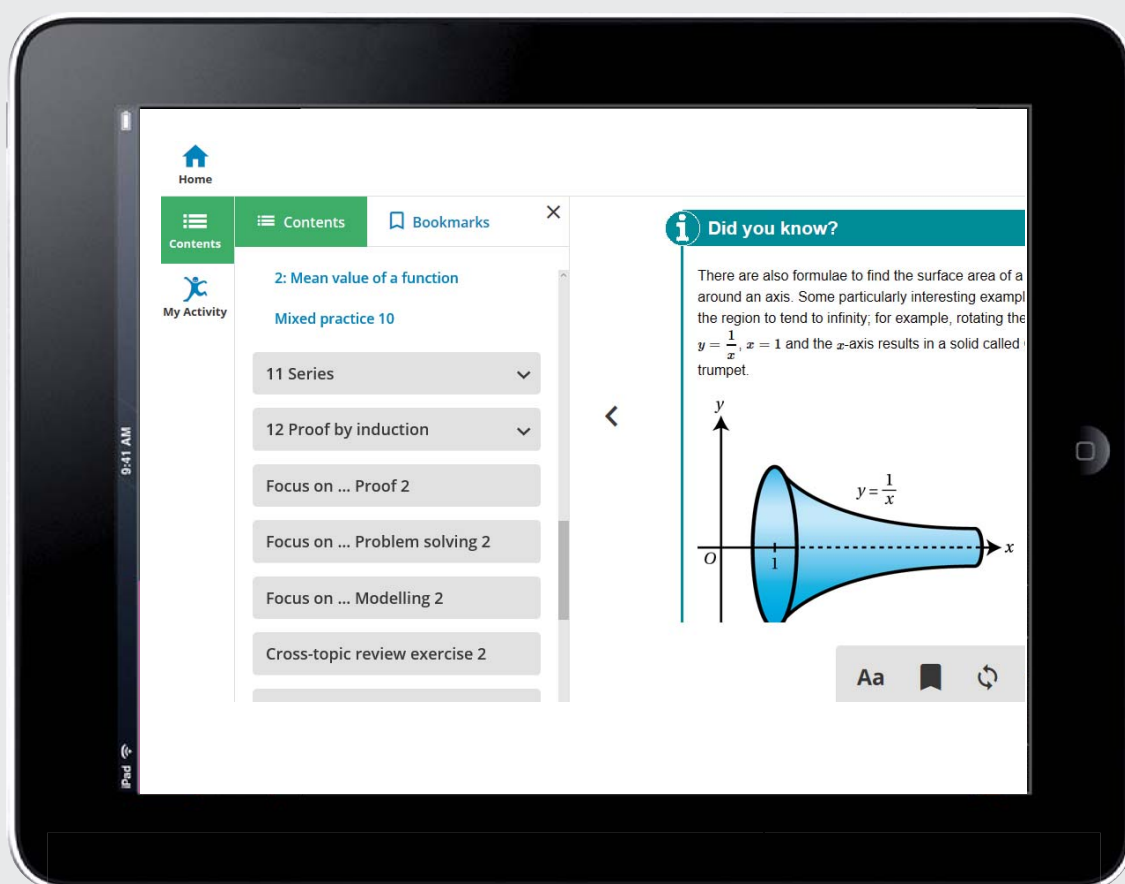 iPad
9:41 AM
Home
Contents
My Activity
Contents
Bookmarks
2: Mean value of a function
Mixed practice 10
11 Series
12 Proof by induction
Focus on ... Proof 2
Focus on ... Problem solving 2
Focus on ... Modelling 2
Cross-topic review exercise 2
i Did you know?
There are also formulae to find the surface area of a
around an axis. Some particularly interesting exampl
the region to tend to infinity; for example, rotating the
y = 1/x, x = 1 and the x-axis results in a solid called
trumpet.
y
y = 1/x
O
1
x
Aa